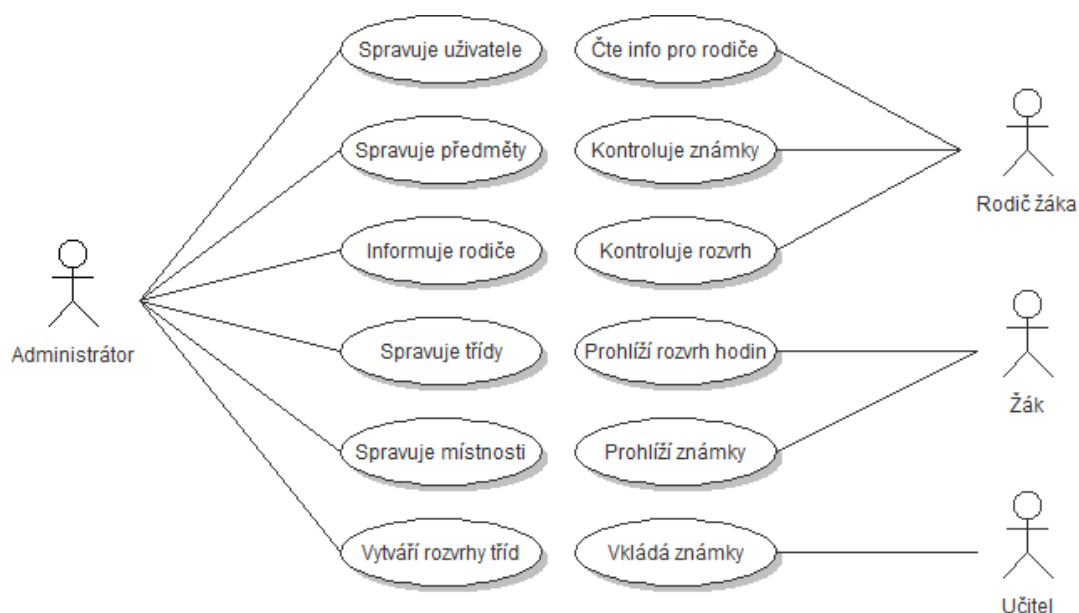 Spravuje uživatele
Čte info pro rodiče
Spravuje předměty
Kontroluje známky
Rodič žáka
Informuje rodiče
Kontroluje rozvrh
Administrátor
Spravuje třídy
Prohlíží rozvrh hodin
Žák
Spravuje místnosti
Prohlíží známky
Vytváří rozvrhy tříd
Vkládá známky
Učitel